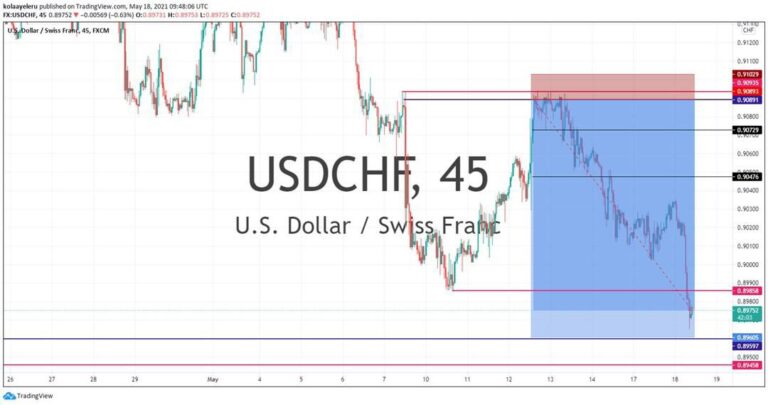 kolaayeleru published on TradingView.com, May 18, 2021 09:48:06 UTC
FX:USDCHF, 45 0.89752 ▼ −0.00569 (−0.63%) O:0.89731 H:0.89753 L:0.89725 C:0.89752
U.S. Dollar / Swiss Franc, 45, FXCM
CHF
0.91100
0.91029
0.90935
0.90893
0.90891
0.90800
0.90729
0.90600
0.90476
USDCHF, 45
U.S. Dollar / Swiss Franc
0.90400
0.90300
0.90200
0.90100
0.90000
0.89858
0.89800
0.89752
42:03
0.89605
0.89597
0.89500
0.89458
26 27 28 29 May 4 5 6 7 10 11 12 13 14 17 18 19
TradingView